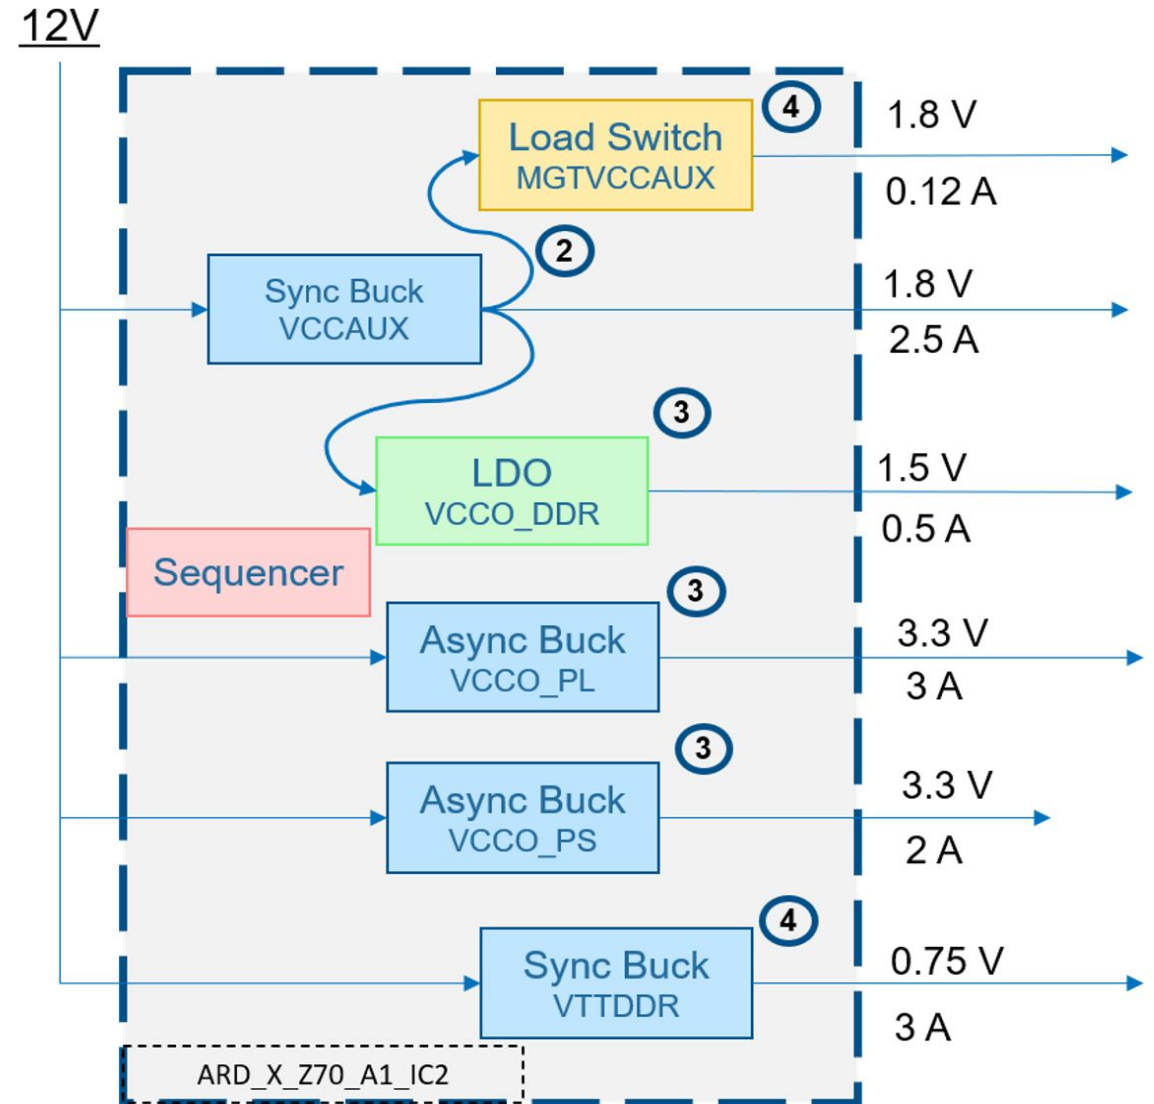 12V
4
Load Switch
MGTVCCAUX
1.8 V
0.12 A
2
Sync Buck
VCCAUX
1.8 V
2.5 A
3
LDO
VCCO_DDR
1.5 V
0.5 A
Sequencer
3
Async Buck
VCCO_PL
3.3 V
3 A
3
Async Buck
VCCO_PS
3.3 V
2 A
4
Sync Buck
VTTDDR
0.75 V
3 A
ARD_X_Z70_A1_IC2